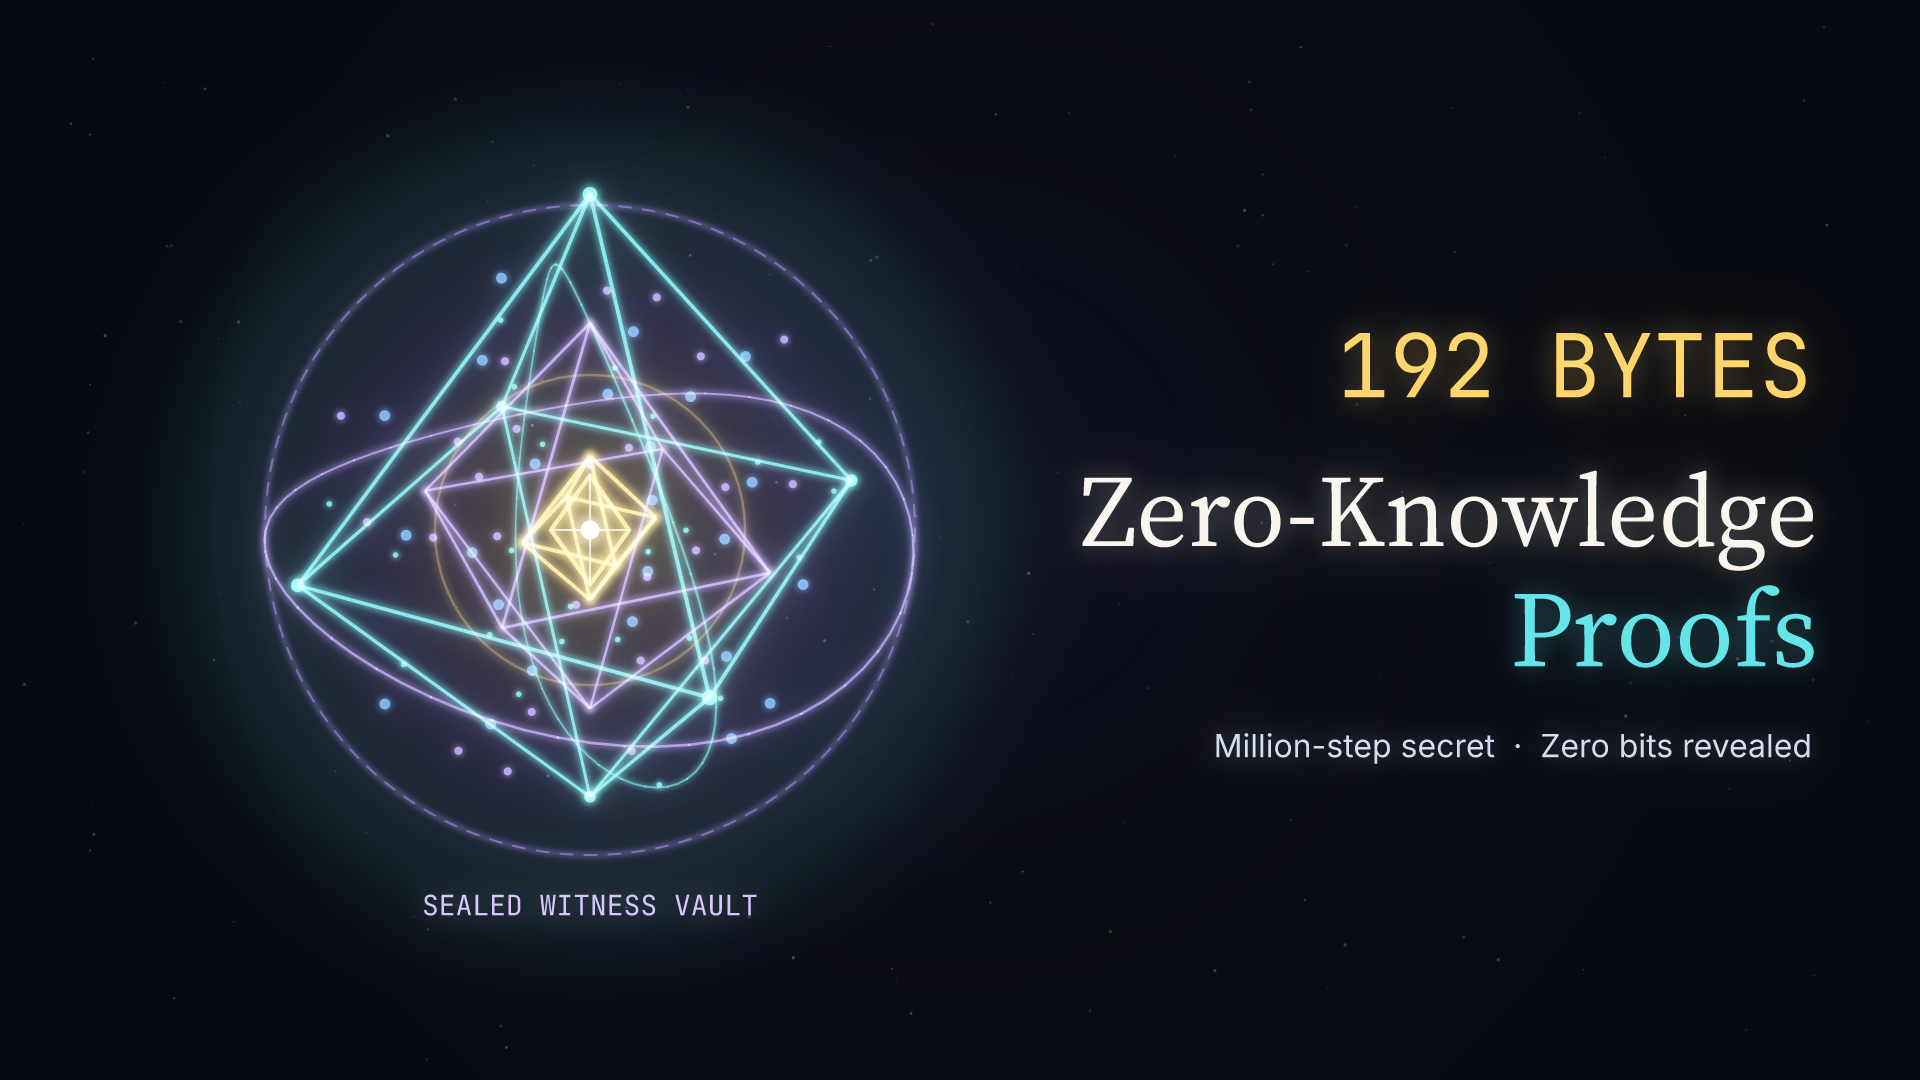 192 BYTES
Zero-Knowledge
Proofs
Million-step secret · Zero bits revealed
SEALED WITNESS VAULT